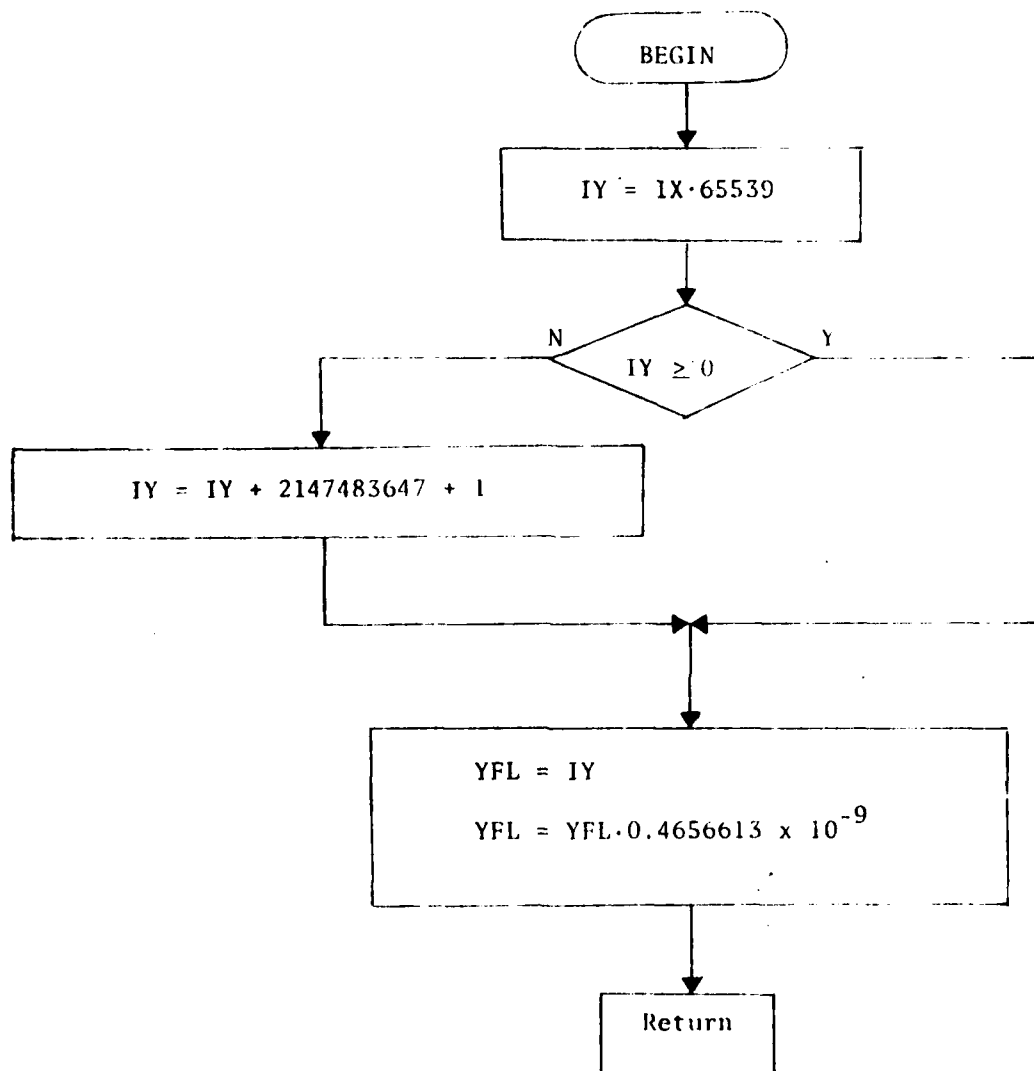 BEGIN
IY = IX·65539
N
Y
IY ≥ 0
IY = IY + 2147483647 + 1
YFL = IY
YFL = YFL·0.4656613 x 10⁻⁹
Return